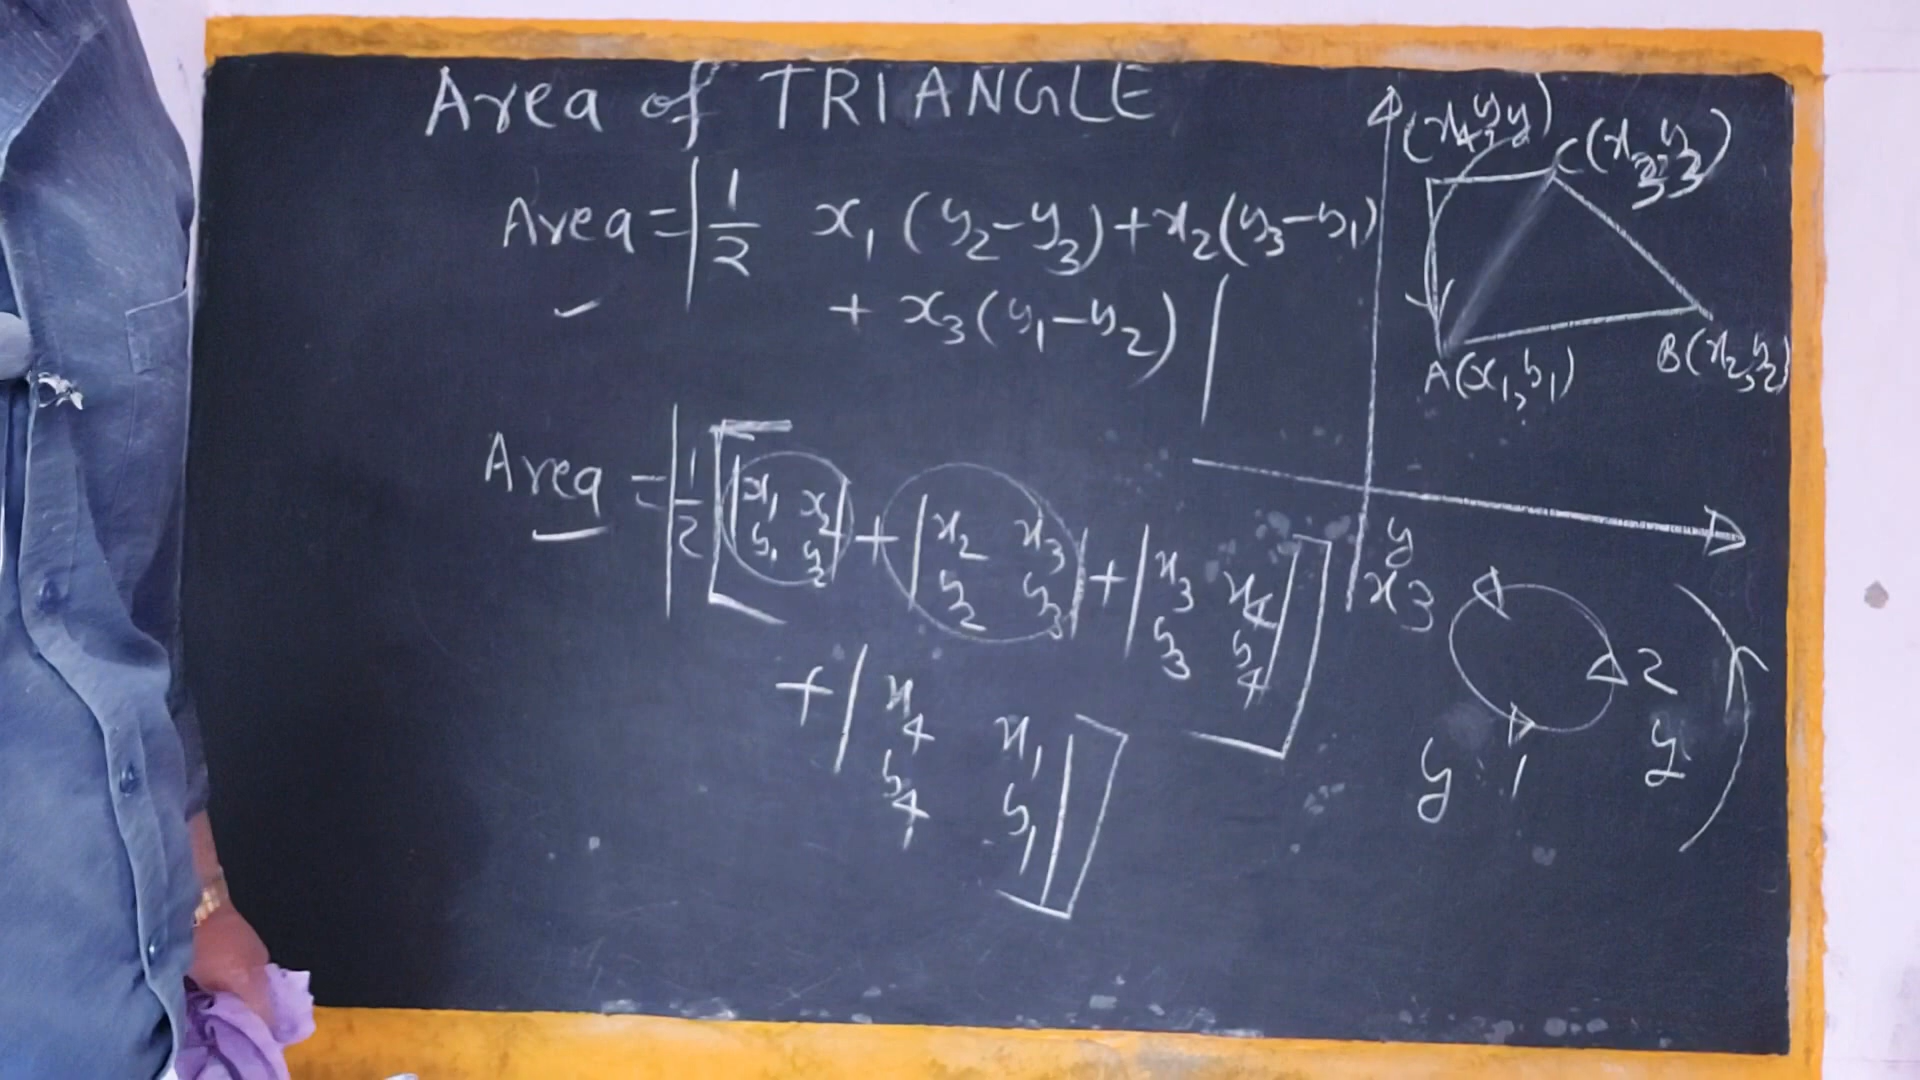 Area of TRIANGLE
Area = | 1/2 x₁ (y₂ - y₃) + x₂ (y₃ - y₁)
+ x₃ (y₁ - y₂) |
(x₄, y₄)
C(x₃, y₃)
A(x₁, y₁)
B(x₂, y₂)
Area = | 1/2 [ | x₁ x₂ | + | x₂ x₃ | + | x₃ x₄ | ]
y₁ y₂ y₂ y₃ y₃ y₄
+ | x₄ x₁ | ]
y₄ y₁
y
x 3
2
y
y 1